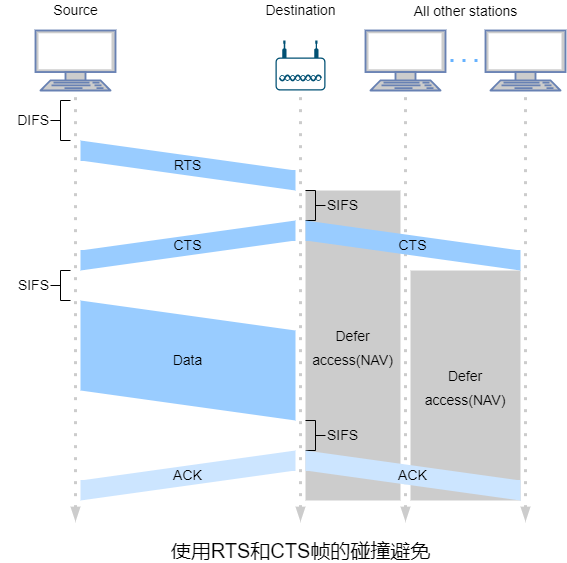 Source
Destination
All other stations
DIFS
RTS
SIFS
CTS
CTS
SIFS
Data
Defer
access(NAV)
Defer
access(NAV)
SIFS
ACK
ACK
使用RTS和CTS帧的碰撞避免